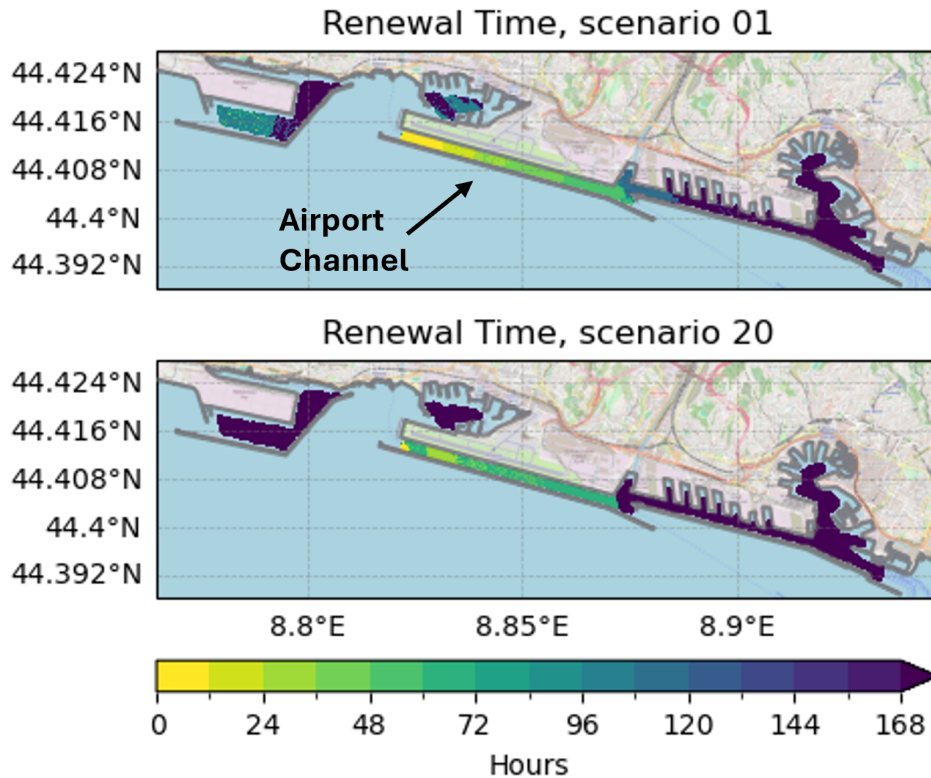 Renewal Time, scenario 01
44.424°N
44.416°N
44.408°N
44.4°N
44.392°N
Airport
Channel
Renewal Time, scenario 20
44.424°N
44.416°N
44.408°N
44.4°N
44.392°N
8.8°E 8.85°E 8.9°E
0 24 48 72 96 120 144 168
Hours